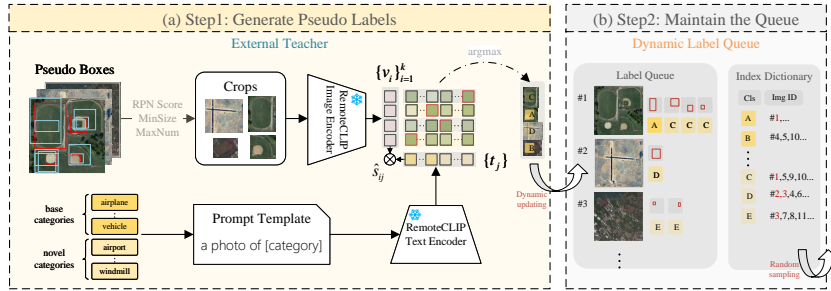 (a) Step1: Generate Pseudo Labels
External Teacher
Pseudo Boxes
RPN Score
MinSize
MaxNum
Crops
RemoteCLIP
Image Encoder
{v_i}_{i=1}^k
argmax
C
A
D
B
ŝ_ij
{t_j}
Dynamic
updating
base
categories
airplane
vehicle
novel
categories
airport
windmill
Prompt Template
a photo of [category]
RemoteCLIP
Text Encoder
(b) Step2: Maintain the Queue
Dynamic Label Queue
Label Queue
#1
A C C C
#2
D
#3
E E
Index Dictionary
Cls Img ID
A #1,...
B #4,5,10...
C #1,5,9,10...
D #2,3,4,6...
E #3,7,8,11...
Random
sampling